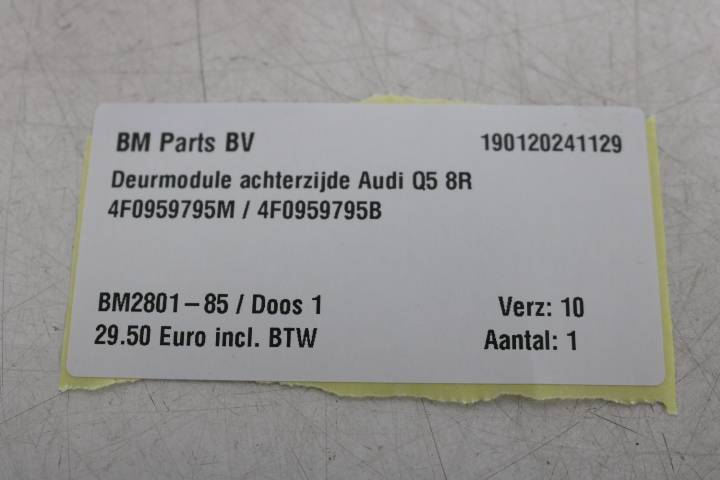 BM Parts BV 190120241129
Deurmodule achterzijde Audi Q5 8R
4F0959795M / 4F0959795B
BM2801-85 / Doos 1 Verz: 10
29.50 Euro incl. BTW Aantal: 1